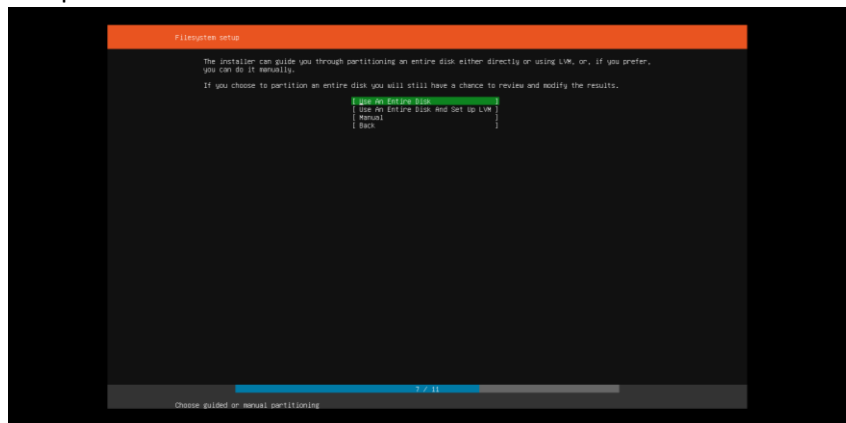 Filesystem setup
The installer can guide you through partitioning an entire disk either directly or using LVM, or, if you prefer,
you can do it manually.
If you choose to partition an entire disk you will still have a chance to review and modify the results.
[ Use An Entire Disk ]
[ Use An Entire Disk And Set Up LVM ]
[ Manual ]
[ Back ]
7 / 11
Choose guided or manual partitioning